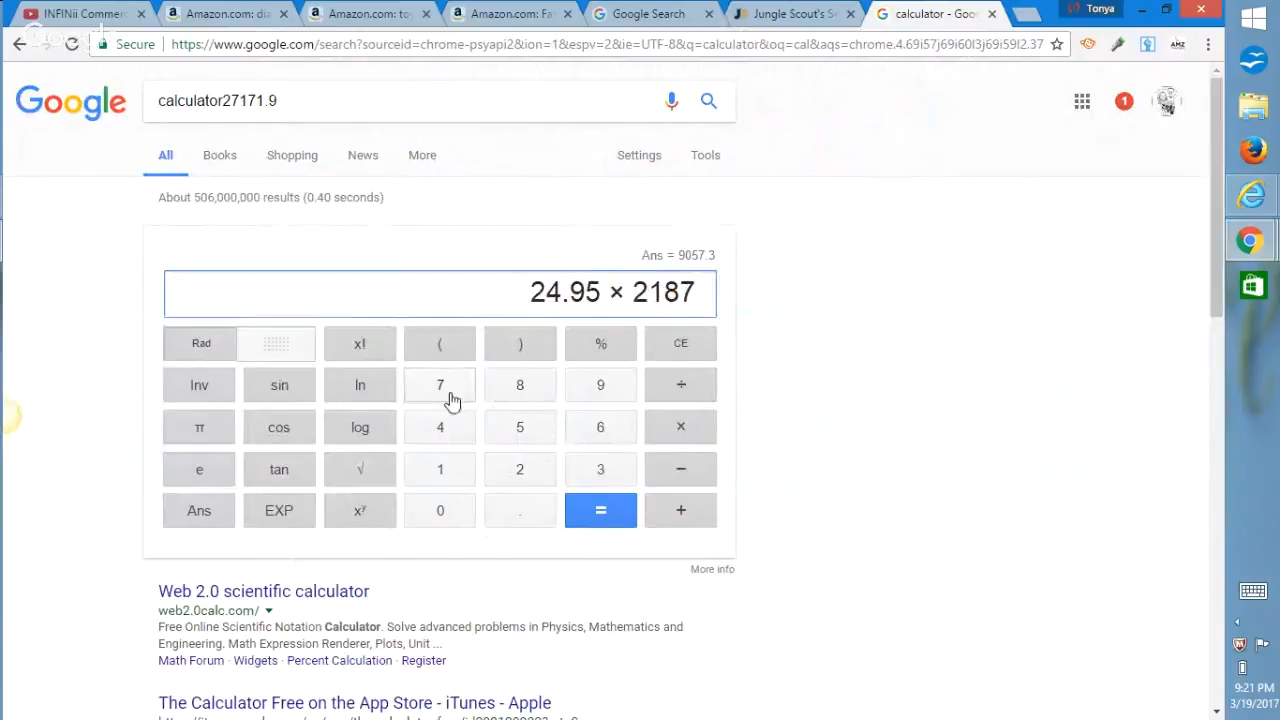 INFINii Commerc
Amazon.com: dia
Amazon.com: to
Amazon.com: Fa
Google Search
Jungle Scout's S
calculator - Goo
Tonya
Secure
https://www.google.com/search?sourceid=chrome-psyapi2&ion=1&espv=2&ie=UTF-8&q=calculator&oq=cal&aqs=chrome.4.69i57j69i60l3j69i59l2.37
AMZ
Google
calculator27171.9
1
All Books Shopping News More Settings Tools
About 506,000,000 results (0.40 seconds)
Ans = 9057.3
24.95 × 2187
Rad x! ( ) % CE
Inv sin ln 7 8 9 ÷
π cos log 4 5 6 ×
e tan √ 1 2 3 −
Ans EXP xʸ 0 . = +
More info
Web 2.0 scientific calculator
web2.0calc.com/
Free Online Scientific Notation Calculator. Solve advanced problems in Physics, Mathematics and
Engineering. Math Expression Renderer, Plots, Unit ...
Math Forum · Widgets · Percent Calculation · Register
The Calculator Free on the App Store - iTunes - Apple
9:21 PM
3/19/2017